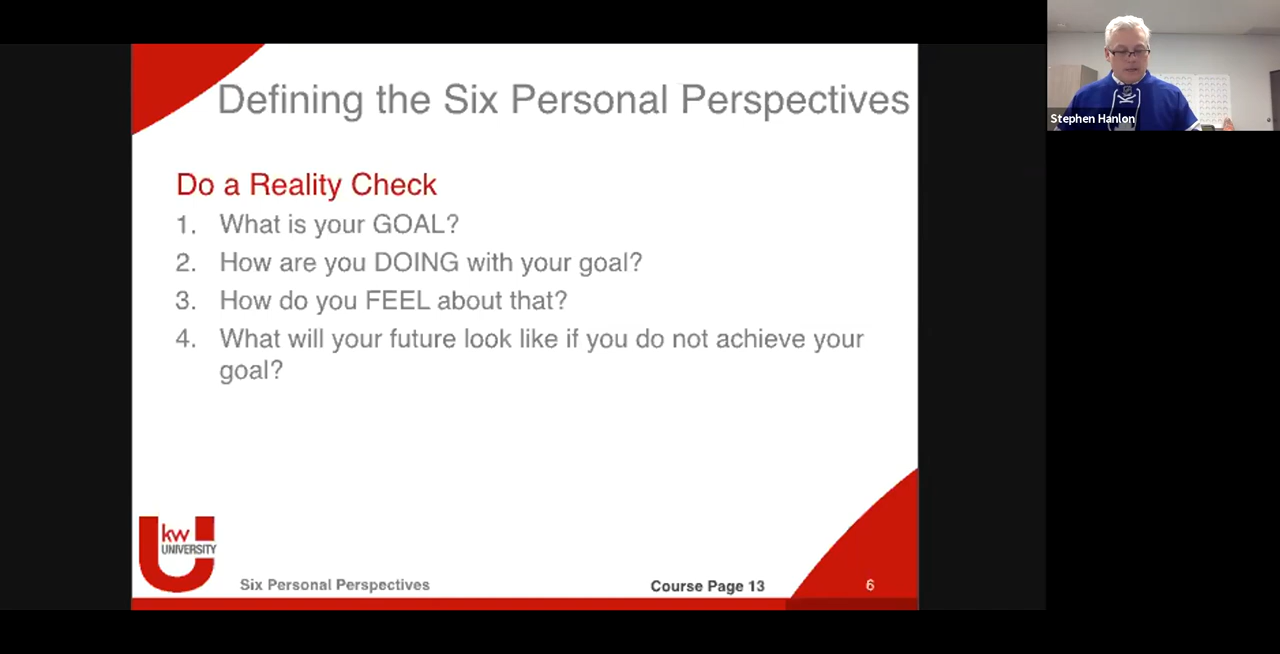 Defining the Six Personal Perspectives
Stephen Hanlon
Do a Reality Check
1. What is your GOAL?
2. How are you DOING with your goal?
3. How do you FEEL about that?
4. What will your future look like if you do not achieve your
goal?
kw
UNIVERSITY
Six Personal Perspectives
Course Page 13
6